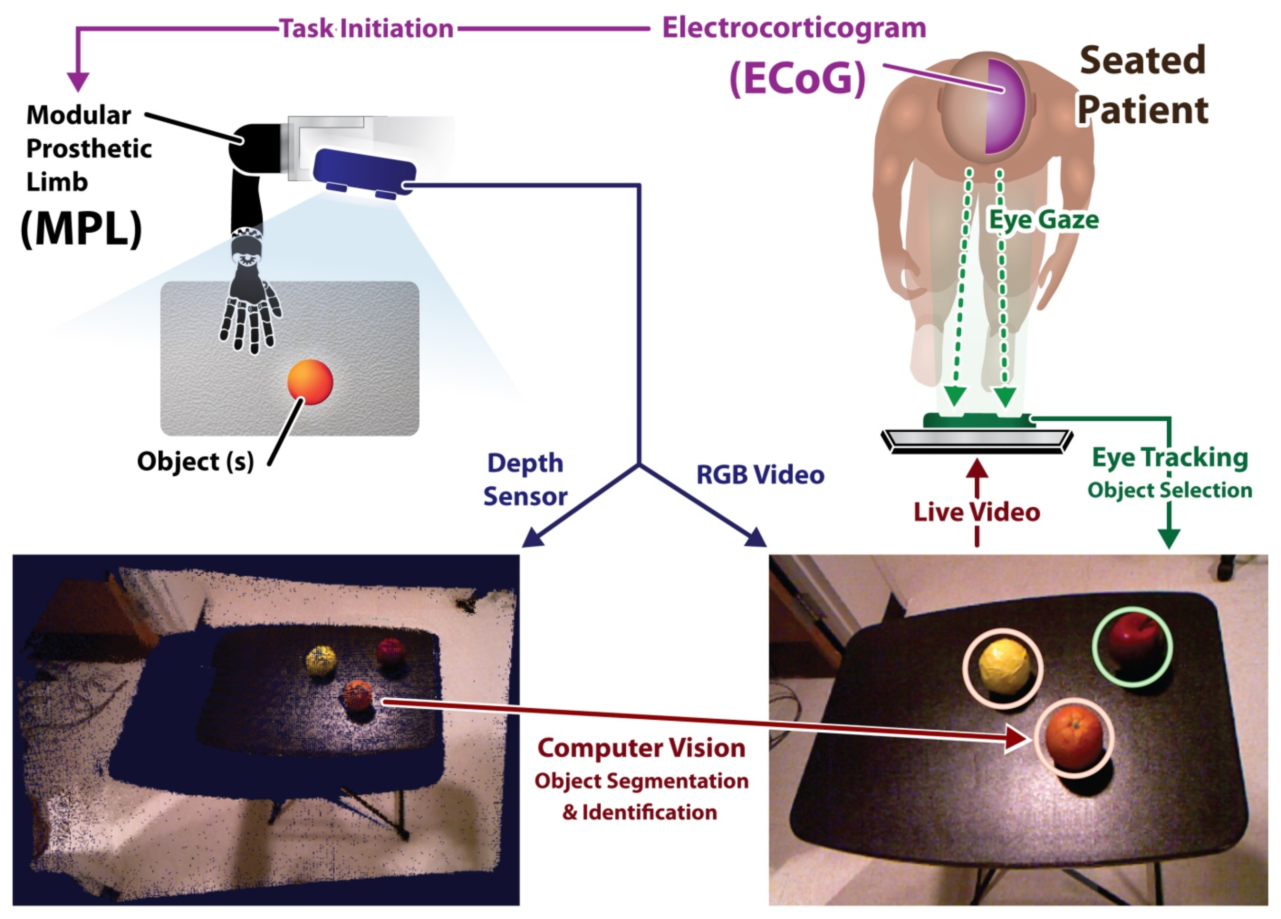 Task Initiation
Electrocorticogram
(ECoG)
Seated
Patient
Modular
Prosthetic
Limb
(MPL)
Eye Gaze
Object (s)
Depth
Sensor
RGB Video
Live Video
Eye Tracking
Object Selection
Computer Vision
Object Segmentation
& Identification